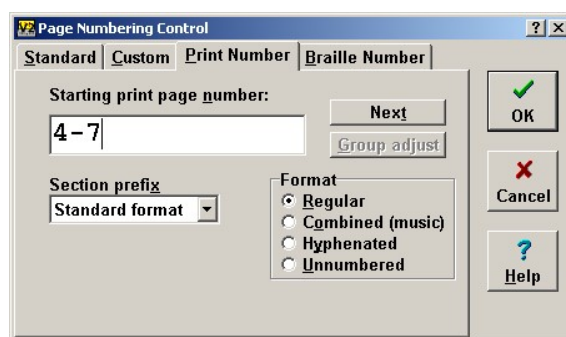 Page Numbering Control
Standard Custom Print Number Braille Number
Starting print page number:
4-7
Next
Group adjust
Section prefix
Standard format
Format
Regular
Combined (music)
Hyphenated
Unnumbered
OK
Cancel
Help